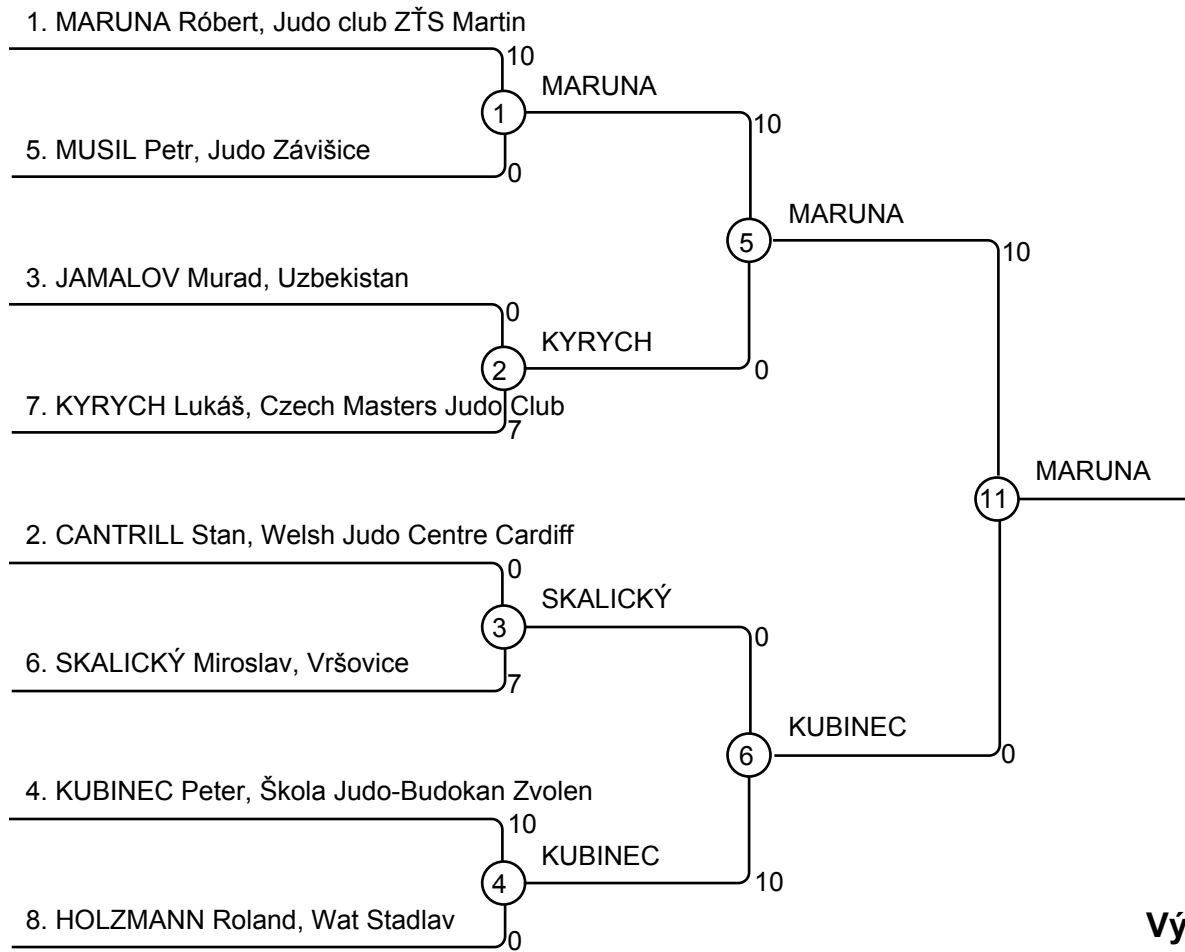 1. MARUNA Róbert, Judo club ZŤS Martin
10
MARUNA
1
10
5. MUSIL Petr, Judo Závišice
0
MARUNA
5
10
3. JAMALOV Murad, Uzbekistan
0
KYRYCH
2
0
7. KYRYCH Lukáš, Czech Masters Judo Club
7
MARUNA
11
2. CANTRILL Stan, Welsh Judo Centre Cardiff
0
SKALICKÝ
3
0
6. SKALICKÝ Miroslav, Vršovice
7
KUBINEC
6
0
4. KUBINEC Peter, Škola Judo-Budokan Zvolen
10
KUBINEC
4
10
8. HOLZMANN Roland, Wat Stadlav
0
Vý